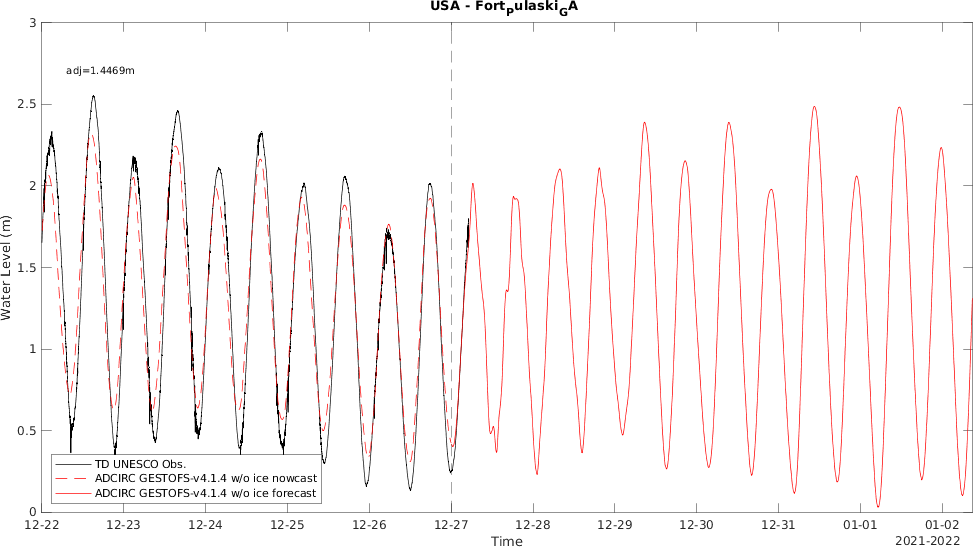 USA - FortPulaskiGA
adj=1.4469m
Water Level (m)
3
2.5
2
1.5
1
0.5
0
TD UNESCO Obs.
ADCIRC GESTOFS-v4.1.4 w/o ice nowcast
ADCIRC GESTOFS-v4.1.4 w/o ice forecast
12-22 12-23 12-24 12-25 12-26 12-27 12-28 12-29 12-30 12-31 01-01 01-02
Time
2021-2022